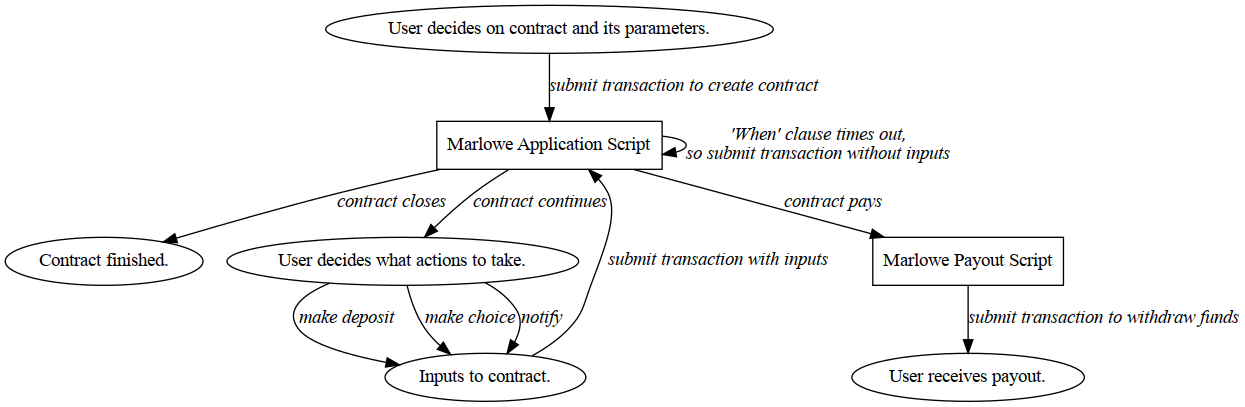 User decides on contract and its parameters.
submit transaction to create contract
Marlowe Application Script
'When' clause times out,
so submit transaction without inputs
contract closes
contract continues
contract pays
Contract finished.
User decides what actions to take.
submit transaction with inputs
Marlowe Payout Script
make deposit
make choice
notify
submit transaction to withdraw funds
Inputs to contract.
User receives payout.